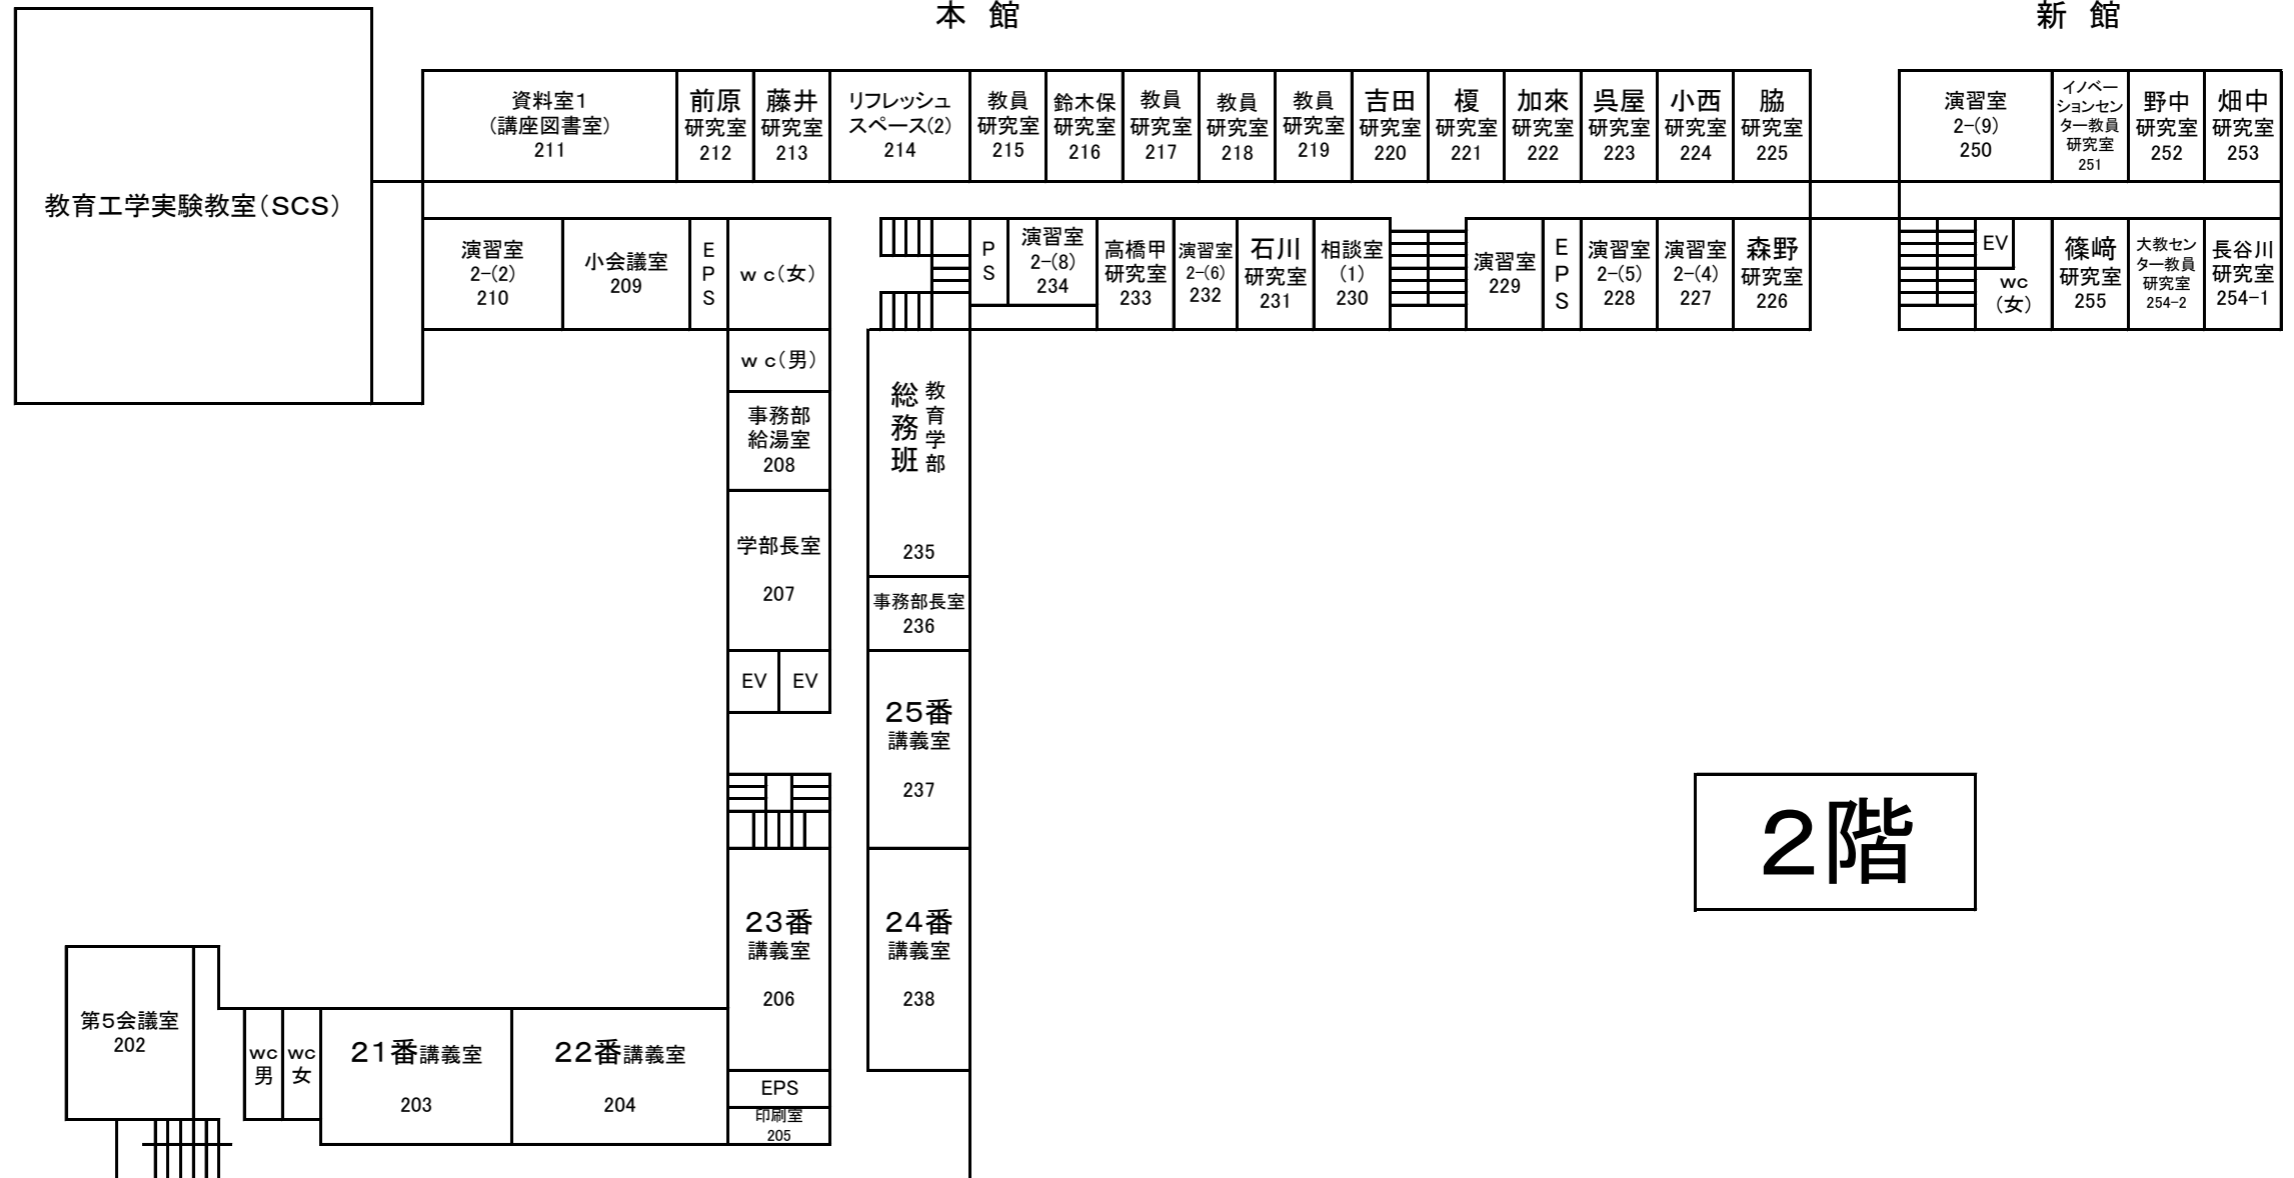 本 館
新 館
教育工学実験教室(SCS)
資料室1
(講座図書室)
211
前原
研究室
212
藤井
研究室
213
リフレッシュ
スペース(2)
214
教員
研究室
215
鈴木保
研究室
216
教員
研究室
217
教員
研究室
218
教員
研究室
219
吉田
研究室
220
榎
研究室
221
加來
研究室
222
呉屋
研究室
223
小西
研究室
224
脇
研究室
225
演習室
2-(9)
250
イノベー
ションセン
ター教員
研究室
251
野中
研究室
252
畑中
研究室
253
演習室
2-(2)
210
小会議室
209
E
P
S
wc(女)
P
S
演習室
2-(8)
234
高橋甲
研究室
233
演習室
2-(6)
232
石川
研究室
231
相談室
(1)
230
演習室
229
E
P
S
演習室
2-(5)
228
演習室
2-(4)
227
森野
研究室
226
EV
wc
(女)
篠﨑
研究室
255
大教セン
ター教員
研究室
254-2
長谷川
研究室
254-1
wc(男)
事務部
給湯室
208
学部長室
207
EV
EV
教育学部
総務班
235
事務部長室
236
25番
講義室
237
23番
講義室
206
24番
講義室
238
2階
第5会議室
202
wc
男
wc
女
21番講義室
203
22番講義室
204
EPS
印刷室
205